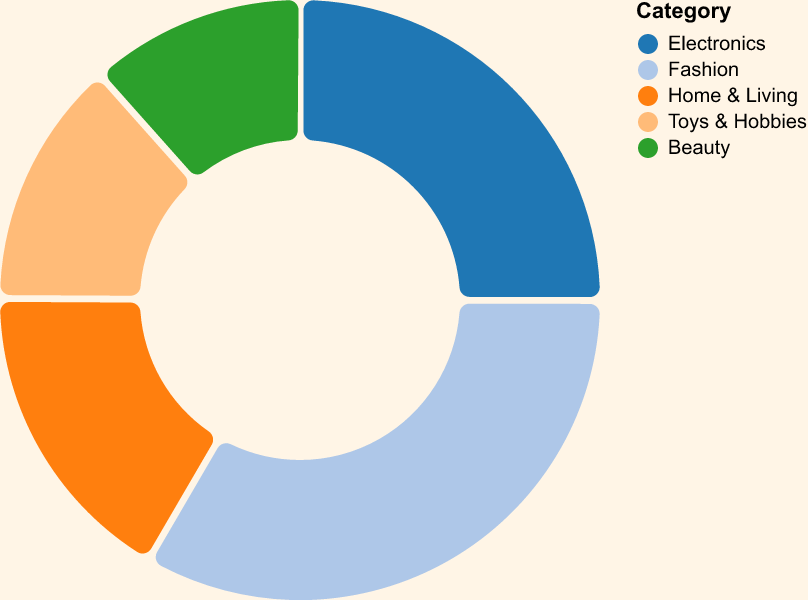 Category
Electronics
Fashion
Home & Living
Toys & Hobbies
Beauty